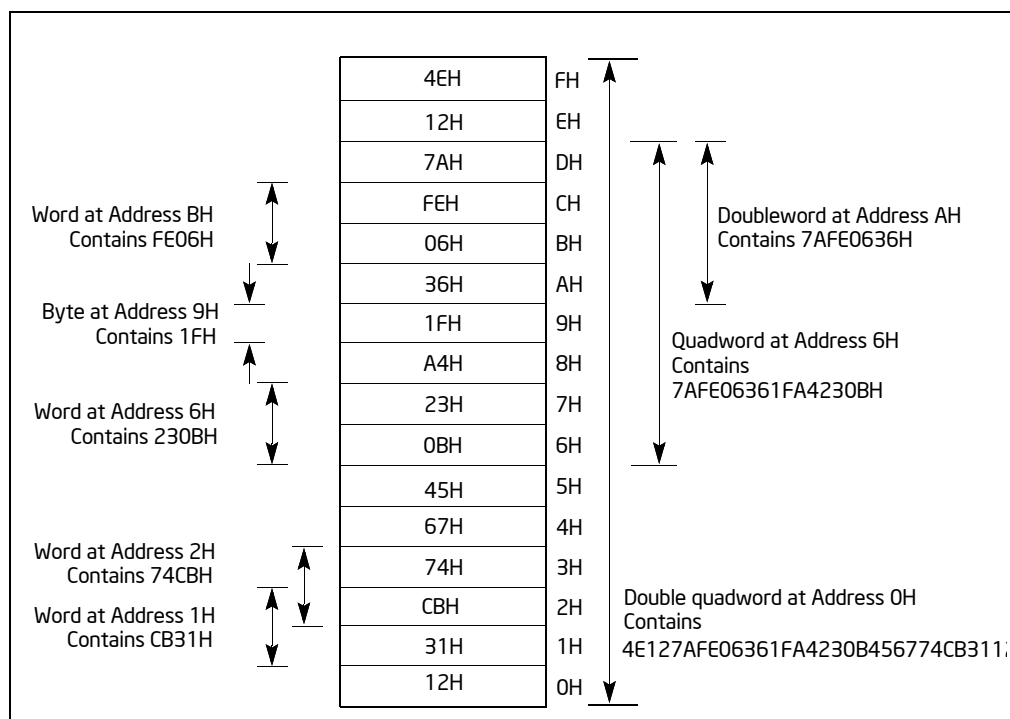 4EH FH
12H EH
7AH DH
FEH CH
06H BH
36H AH
1FH 9H
A4H 8H
23H 7H
0BH 6H
45H 5H
67H 4H
74H 3H
CBH 2H
31H 1H
12H 0H
Word at Address BH
Contains FE06H
Byte at Address 9H
Contains 1FH
Word at Address 6H
Contains 230BH
Word at Address 2H
Contains 74CBH
Word at Address 1H
Contains CB31H
Doubleword at Address AH
Contains 7AFE0636H
Quadword at Address 6H
Contains
7AFE06361FA4230BH
Double quadword at Address 0H
Contains
4E127AFE06361FA4230B456774CB311